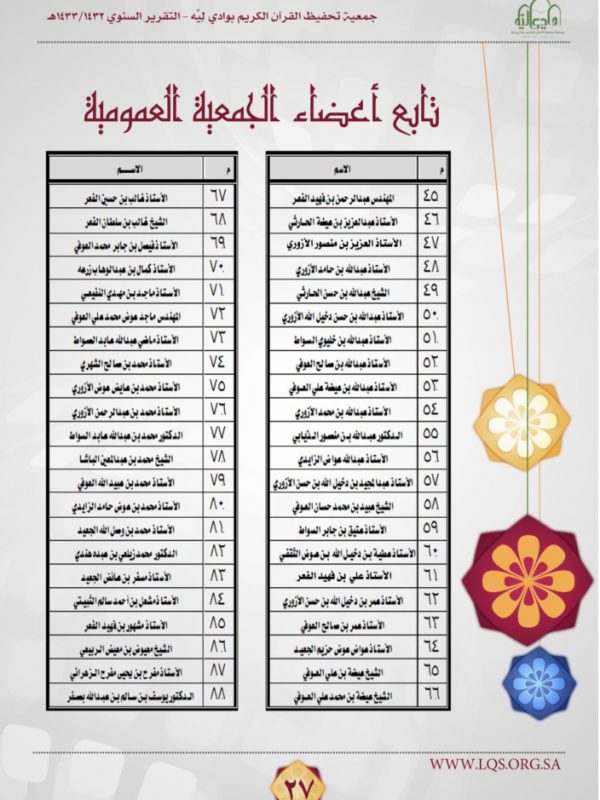 جمعية تحفيظ القرآن الكريم بوادي ليّه - التقرير السنوي ١٤٣٣/١٤٣٢هـ
وادي ليّة
تابع أعضاء الجمعية العمومية
م الاسم
٤٥ المهندس عبدالرحمن بن فهيد الفعر
٤٦ الأستاذ عبدالعزيز بن عيضة الحارثي
٤٧ الأستاذ العزيز بن منصور الأزوري
٤٨ الأستاذ عبدالله بن حامد الأزوري
٤٩ الشيخ عبدالله بن حسن الحارثي
٥٠ الأستاذ عبدالله بن حسن دخيل الله الأزوري
٥١ الأستاذ عبدالله بن خليوي السواط
٥٢ الأستاذ عبدالله بن صالح العوفي
٥٣ الأستاذ عبدالله بن عيضة علي العوفي
٥٤ الأستاذ عبدالله بن محمد الأزوري
٥٥ الدكتور عبدالله بن منصور الذيابي
٥٦ الأستاذ عبدالله عواض الزايدي
٥٧ الأستاذ عبدالمجيد بن دخيل الله بن حسن الأزوري
٥٨ الشيخ عبيد بن محمد حسان العوفي
٥٩ الأستاذ عتيق بن جابر السواط
٦٠ الأستاذ عطية بن دخيل الله بن عوض الثقفي
٦١ الأستاذ علي بن فهيد الفعر
٦٢ الأستاذ عمر بن دخيل الله بن حسن الأزوري
٦٣ الأستاذ عمر بن صالح العوفي
٦٤ الأستاذ عواض عوض حزيم الجعيد
٦٥ الشيخ عيضة بن علي العوفي
٦٦ الشيخ عيضة بن محمد علي العوفي
م الاســـم
٦٧ الأستاذ غالب بن حسين الفعر
٦٨ الشيخ غالب بن سلطان الفعر
٦٩ الأستاذ فيصل بن جابر محمد العوفي
٧٠ الأستاذ كمال بن عبدالوهاب زرعه
٧١ الأستاذ ماجد بن مهدي النفيعي
٧٢ المهندس ماجد عوض محمد علي العوفي
٧٣ الأستاذ ماضي عبدالله عابد السواط
٧٤ الأستاذ محمد بن صالح الشهري
٧٥ الأستاذ محمد بن عايض عوض الأزوري
٧٦ الأستاذ محمد بن عبدالرحمن الأزوري
٧٧ الدكتور محمد بن عبدالله عابد السواط
٧٨ الشيخ محمد بن عبدالمعين الباشا
٧٩ الأستاذ محمد بن عبيد الله العوفي
٨٠ الأستاذ محمد بن عوض حامد الزايدي
٨١ الأستاذ محمد بن وصل الله الجعيد
٨٢ الدكتور محمد زيلعي بن عبده هندي
٨٣ الأستاذ مسفر بن عائض الجعيد
٨٤ الأستاذ مشعل بن أحمد سالم الثبيتي
٨٥ الأستاذ مشهور بن فهيد الفعر
٨٦ الشيخ معيوض بن معيض الربيعي
٨٧ الأستاذ مفرح بن يحيى مفرح الزهراني
٨٨ الدكتور يوسف بن سالم بن عبدالله بصفر
WWW.LQS.ORG.SA
٢٧